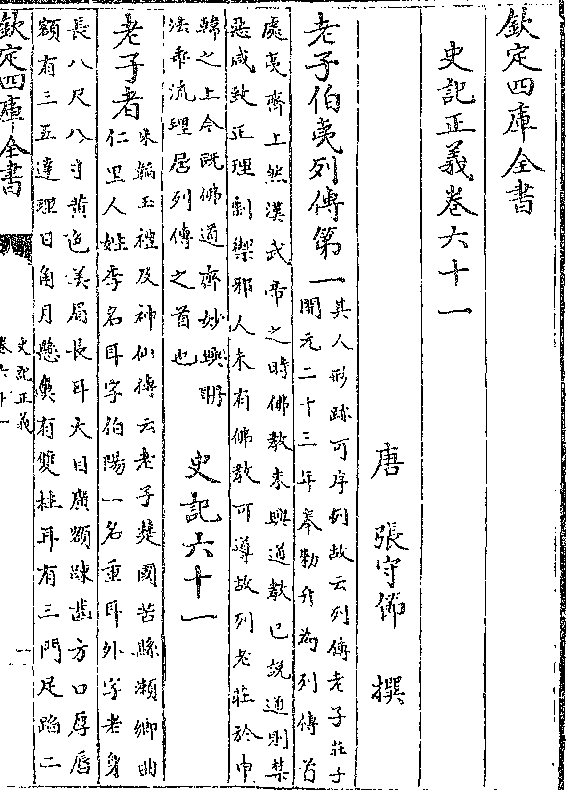 欽定四庫全書
史記正義卷六十一
唐 張守節 撰
老子伯夷列傳第一
其人形跡可序列故云列傳老子莊子
開元二十三年奉勅升為列傳首
處夷齊上然漢武帝之時佛教未興道教已說道則禁
惡咸致正理制禦邪人未有佛教可導故列老莊於申
韓之上今既佛道齊妙興
法乖流理居列傳之首也
史記六十一
老子者
朱韜玉禮及神仙傳云老子楚國苦縣瀬鄉曲
仁里人姓李名耳字伯陽一名重耳外字老身
長八尺八寸黃色美眉長耳大目廣額疎齒方口厚脣
額有三五達理日角月懸鼻有雙柱耳有三門足蹈二
欽定四庫全書
史記正義
卷六十一
一